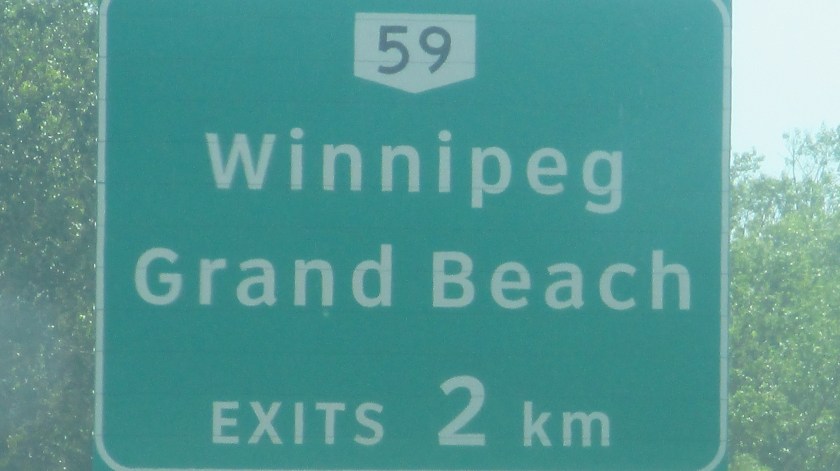 59
Winnipeg
Grand Beach
EXITS 2 km